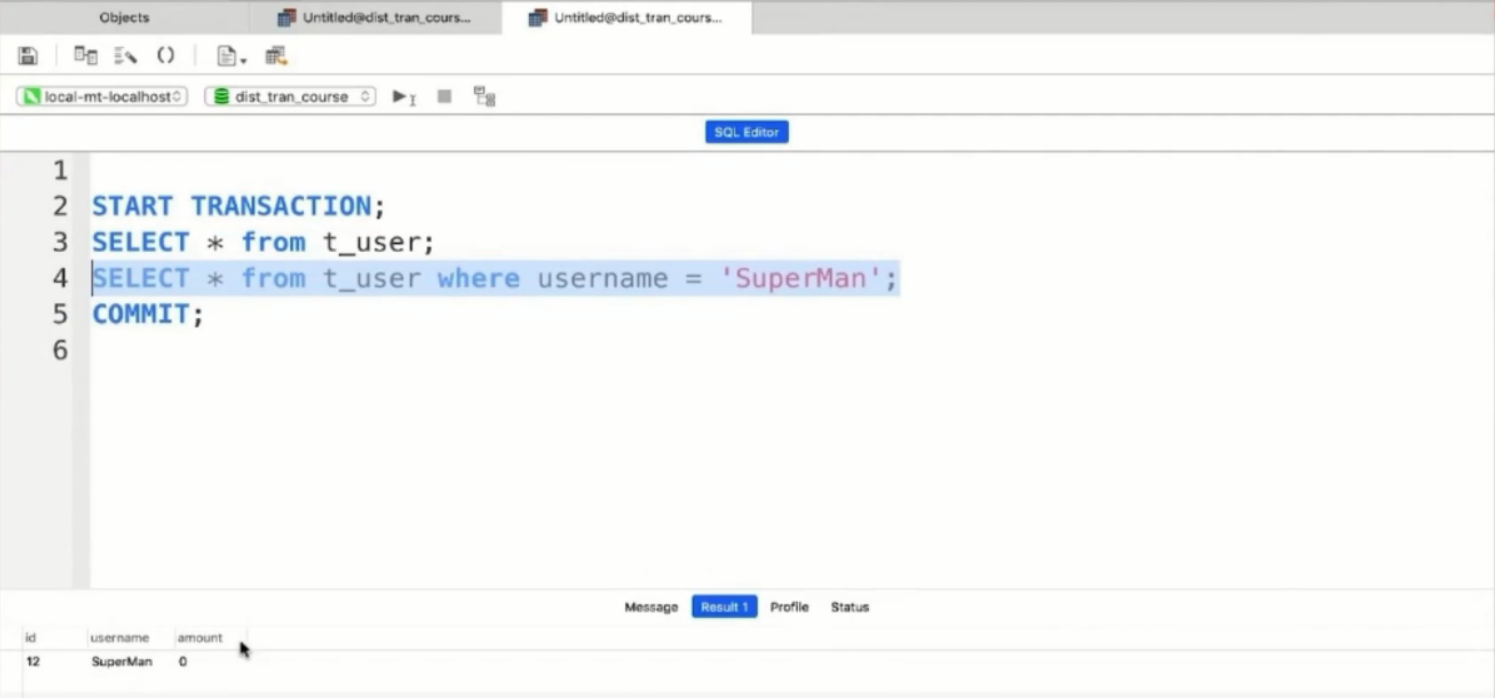 Objects Untitled@dist_tran_cours... Untitled@dist_tran_cours...
local-mt-localhost dist_tran_course
SQL Editor
1
2 START TRANSACTION;
3 SELECT * from t_user;
4 SELECT * from t_user where username = 'SuperMan';
5 COMMIT;
6
Message Result 1 Profile Status
id username amount
12 SuperMan 0